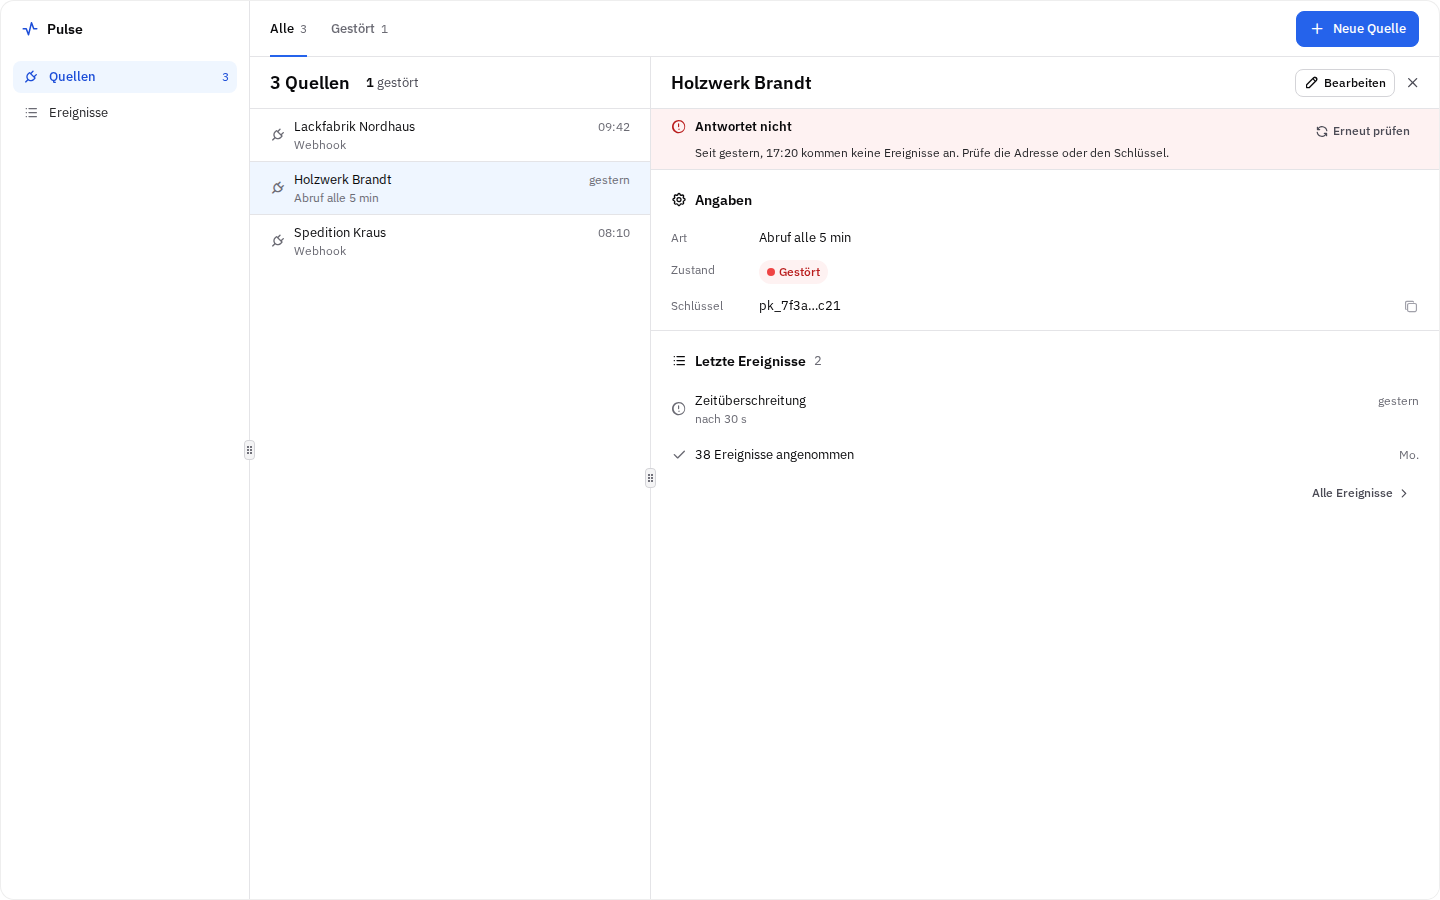 Pulse
Quellen 3
Ereignisse
Alle 3 Gestört 1
Neue Quelle
3 Quellen 1 gestört
Lackfabrik Nordhaus 09:42
Webhook
Holzwerk Brandt gestern
Abruf alle 5 min
Spedition Kraus 08:10
Webhook
Holzwerk Brandt
Bearbeiten
Antwortet nicht
Erneut prüfen
Seit gestern, 17:20 kommen keine Ereignisse an. Prüfe die Adresse oder den Schlüssel.
Angaben
Art Abruf alle 5 min
Zustand Gestört
Schlüssel pk_7f3a…c21
Letzte Ereignisse 2
Zeitüberschreitung gestern
nach 30 s
38 Ereignisse angenommen Mo.
Alle Ereignisse